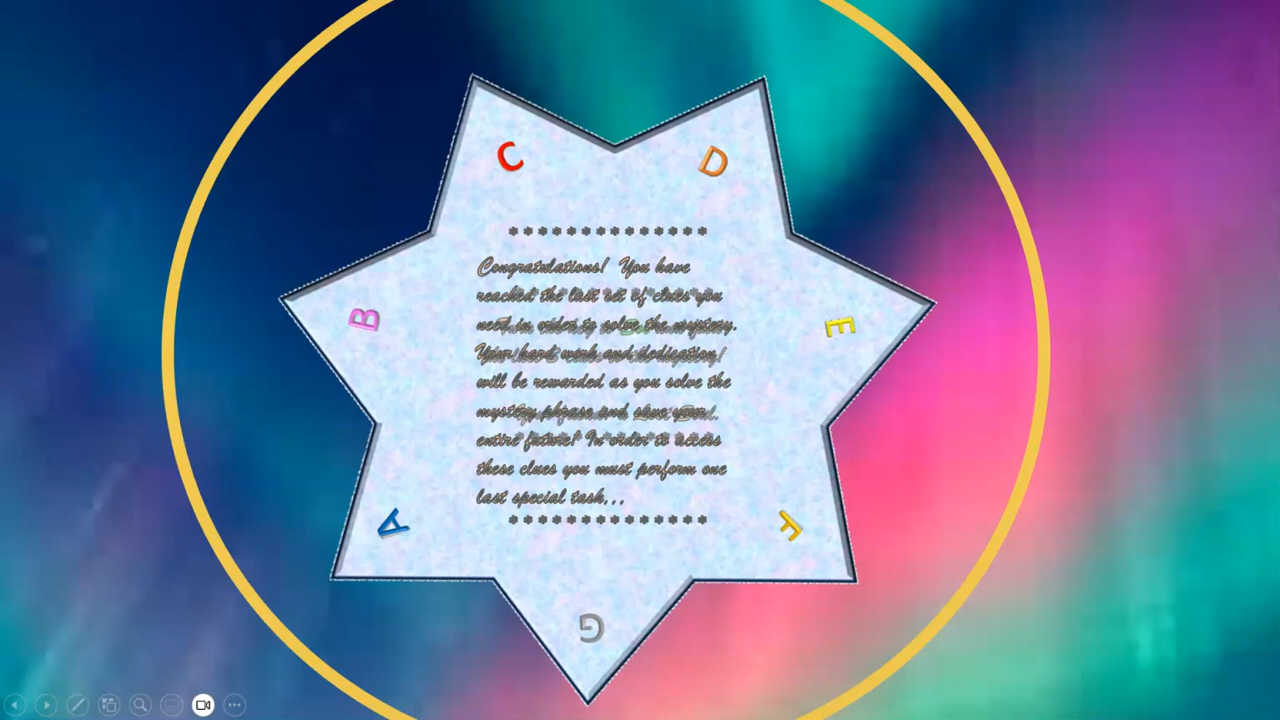 C
D
B
E
A
F
G
*************
Congratulations! You have
reached the last set of clues you
need in order to solve the mystery.
Your hard work and dedication
will be rewarded as you solve the
mystery phrase and save your
entire future! In order to access
these clues you must perform one
last special task...
*************